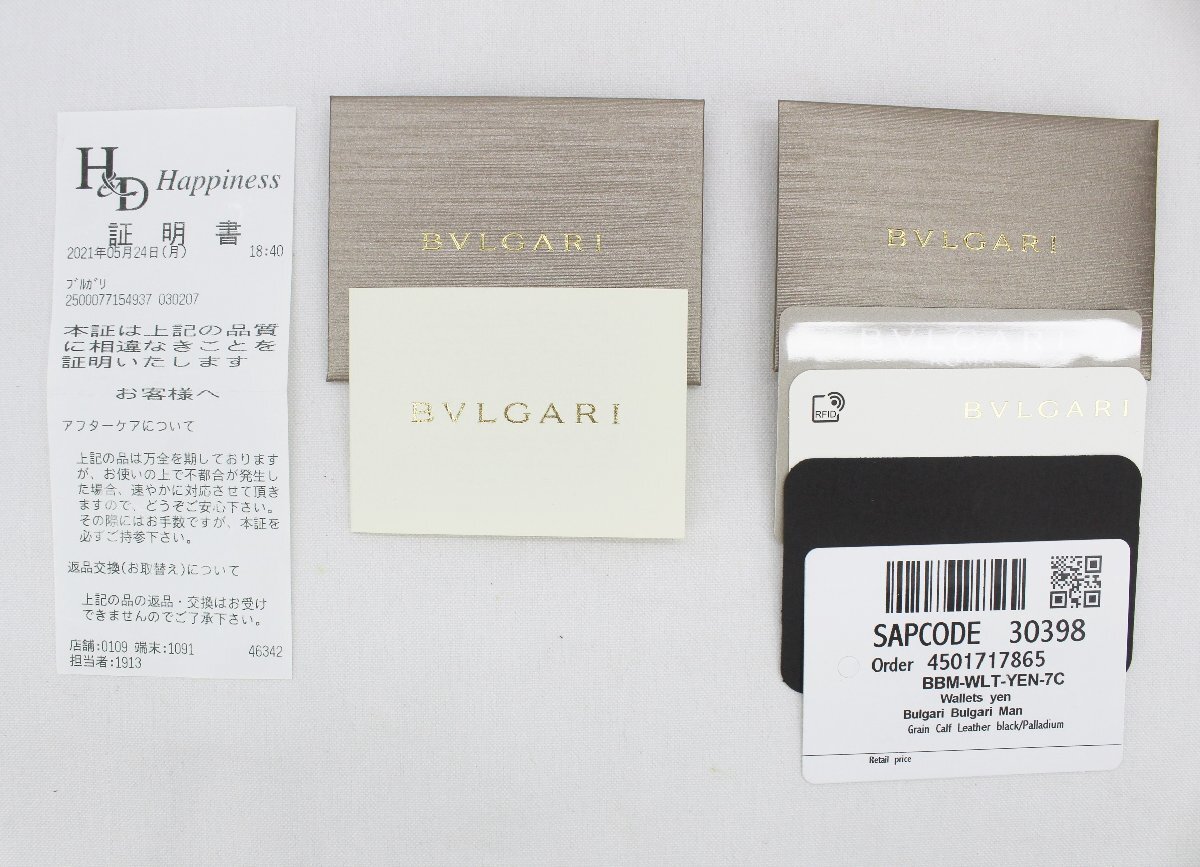 H&D Happiness
証明書
2021年05月24日(月) 18:40
ﾌﾞﾙｶﾞﾘ
2500077154937 030207
本証は上記の品質
に相違なきことを
証明いたします
お客様へ
アフターケアについて
上記の品は万全を期しております
が、お使いの上で不都合が発生し
た場合、速やかに対応させて頂き
ますので、どうぞご安心下さい。
その際にはお手数ですが、本証を
必ずご持参下さい。
返品交換(お取替え)について
上記の品の返品・交換はお受け
できませんのでご了承下さい。
店舗:0109 端末:1091 46342
担当者:1913
BVLGARI
BVLGARI
BVLGARI
BVLGARI
RFID
BVLGARI
SAPCODE 30398
Order 4501717865
BBM-WLT-YEN-7C
Wallets yen
Bulgari Bulgari Man
Grain Calf Leather black/Palladium
Retail price